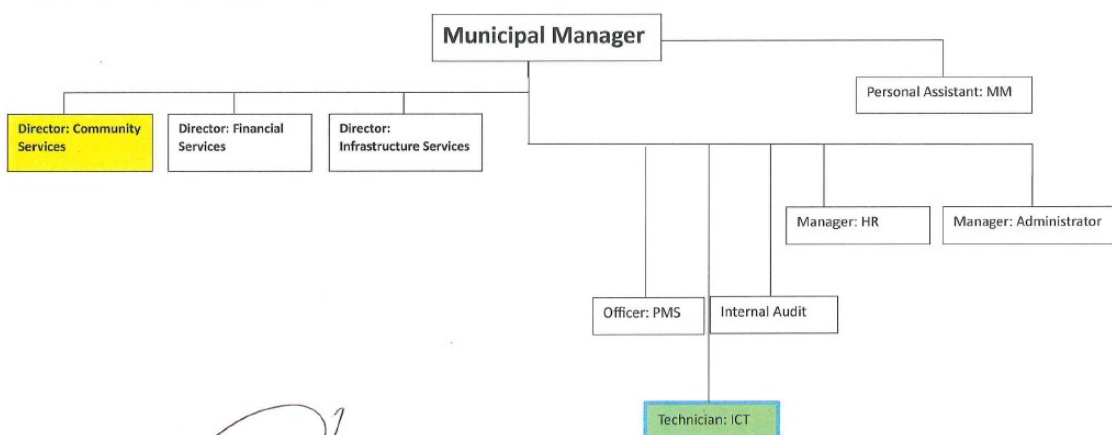 Municipal Manager
Personal Assistant: MM
Director: Community
Services
Director: Financial
Services
Director:
Infrastructure Services
Manager: HR
Manager: Administrator
Officer: PMS
Internal Audit
Technician: ICT